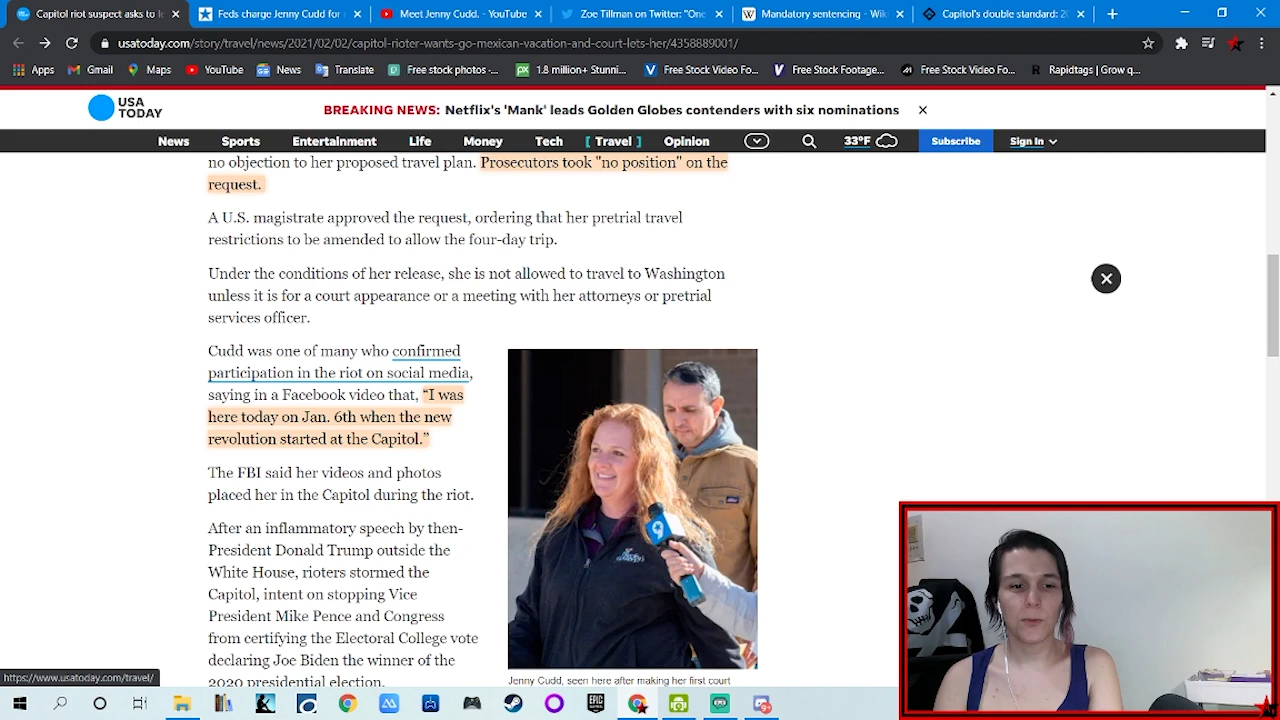 Capitol riot suspect asks to l
Feds charge Jenny Cudd for r
Meet Jenny Cudd. - YouTube
Zoe Tillman on Twitter: "One
Mandatory sentencing - Wiki
Capitol's double standard: 20
usatoday.com/story/travel/news/2021/02/02/capitol-rioter-wants-go-mexican-vacation-and-court-lets-her/4358889001/
Apps
Gmail
Maps
YouTube
News
Translate
Free stock photos -...
1.8 million+ Stunni...
Free Stock Video Fo...
Free Stock Footage...
Free Stock Video Fo...
Rapidtags | Grow q...
USA
TODAY
BREAKING NEWS: Netflix's 'Mank' leads Golden Globes contenders with six nominations
News Sports Entertainment Life Money Tech [ Travel ] Opinion 33°F Subscribe Sign In
no objection to her proposed travel plan. Prosecutors took "no position" on the
request.
A U.S. magistrate approved the request, ordering that her pretrial travel
restrictions to be amended to allow the four-day trip.
Under the conditions of her release, she is not allowed to travel to Washington
unless it is for a court appearance or a meeting with her attorneys or pretrial
services officer.
Cudd was one of many who confirmed
participation in the riot on social media,
saying in a Facebook video that, “I was
here today on Jan. 6th when the new
revolution started at the Capitol.”
The FBI said her videos and photos
placed her in the Capitol during the riot.
After an inflammatory speech by then-
President Donald Trump outside the
White House, rioters stormed the
Capitol, intent on stopping Vice
President Mike Pence and Congress
from certifying the Electoral College vote
declaring Joe Biden the winner of the
2020 presidential election.
9
Jenny Cudd, seen here after making her first court
https://www.usatoday.com/travel/
EPIC
GAMES